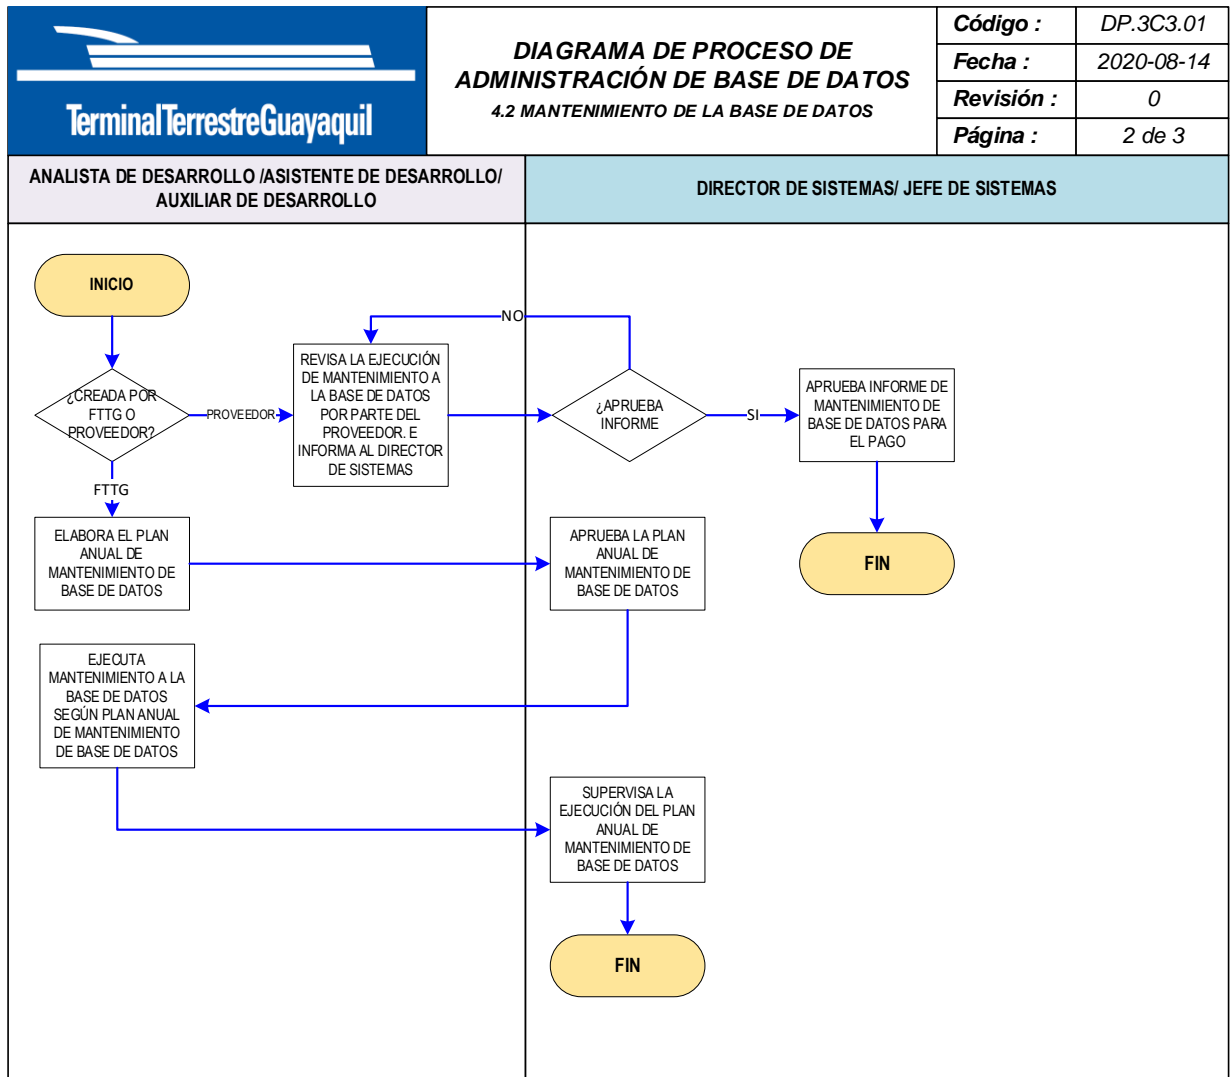 TerminalTerrestreGuayaquil
DIAGRAMA DE PROCESO DE
ADMINISTRACIÓN DE BASE DE DATOS
4.2 MANTENIMIENTO DE LA BASE DE DATOS
Código : DP.3C3.01
Fecha : 2020-08-14
Revisión : 0
Página : 2 de 3
ANALISTA DE DESARROLLO /ASISTENTE DE DESARROLLO/
AUXILIAR DE DESARROLLO
DIRECTOR DE SISTEMAS/ JEFE DE SISTEMAS
INICIO
NO
¿CREADA POR
FTTG O
PROVEEDOR?
PROVEEDOR
REVISA LA EJECUCIÓN
DE MANTENIMIENTO A
LA BASE DE DATOS
POR PARTE DEL
PROVEEDOR. E
INFORMA AL DIRECTOR
DE SISTEMAS
¿APRUEBA
INFORME
SI
APRUEBA INFORME DE
MANTENIMIENTO DE
BASE DE DATOS PARA
EL PAGO
FTTG
ELABORA EL PLAN
ANUAL DE
MANTENIMIENTO DE
BASE DE DATOS
APRUEBA LA PLAN
ANUAL DE
MANTENIMIENTO DE
BASE DE DATOS
FIN
EJECUTA
MANTENIMIENTO A LA
BASE DE DATOS
SEGÚN PLAN ANUAL
DE MANTENIMIENTO
DE BASE DE DATOS
SUPERVISA LA
EJECUCIÓN DEL PLAN
ANUAL DE
MANTENIMIENTO DE
BASE DE DATOS
FIN